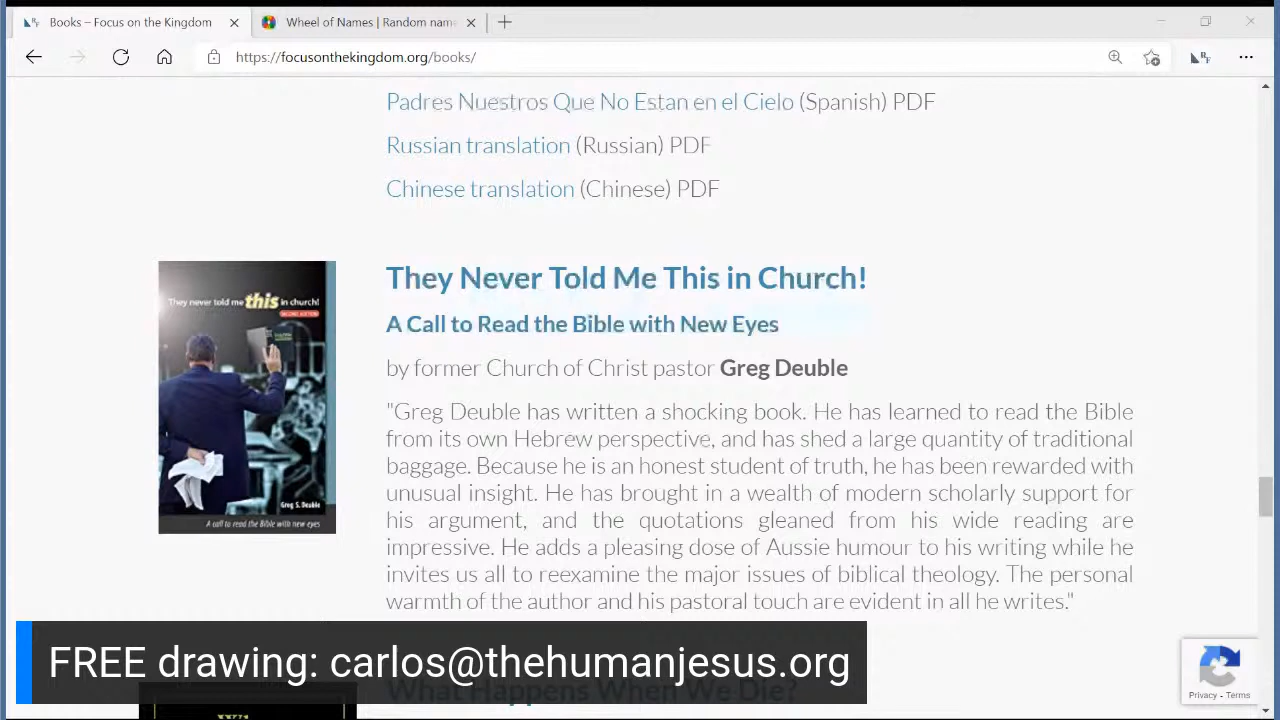 Books – Focus on the Kingdom
Wheel of Names | Random name
https://focusonthekingdom.org/books/
Padres Nuestros Que No Estan en el Cielo (Spanish) PDF
Russian translation (Russian) PDF
Chinese translation (Chinese) PDF
They Never Told Me This in Church!
A Call to Read the Bible with New Eyes
by former Church of Christ pastor Greg Deuble
"Greg Deuble has written a shocking book. He has learned to read the Bible
from its own Hebrew perspective, and has shed a large quantity of traditional
baggage. Because he is an honest student of truth, he has been rewarded with
unusual insight. He has brought in wealth of modern scholarly support for
his argument, and the quotations gleaned from his wide reading are
impressive. He adds a pleasing dose of Aussie humour to his writing while he
invites us all to reexamine the major issues of biblical theology. The personal
warmth of the author and his pastoral touch are evident in all he writes."
They never told me this in church!
SECOND EDITION
Greg S. Deuble
A call to read the Bible with new eyes
What Happens When We Die?
FREE drawing: carlos@thehumanjesus.org
Privacy - Terms